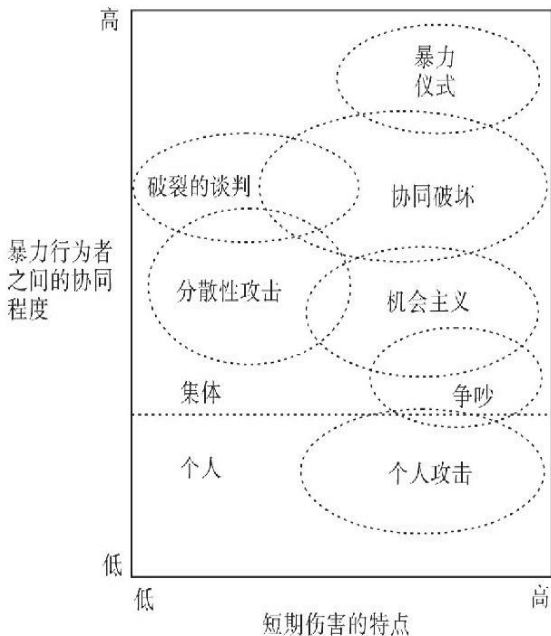 高
暴力
仪式
破裂的谈判
协同破坏
暴力行为者
之间的协同
程度
分散性攻击
机会主义
集体
争吵
个人
个人攻击
低
低
高
短期伤害的特点